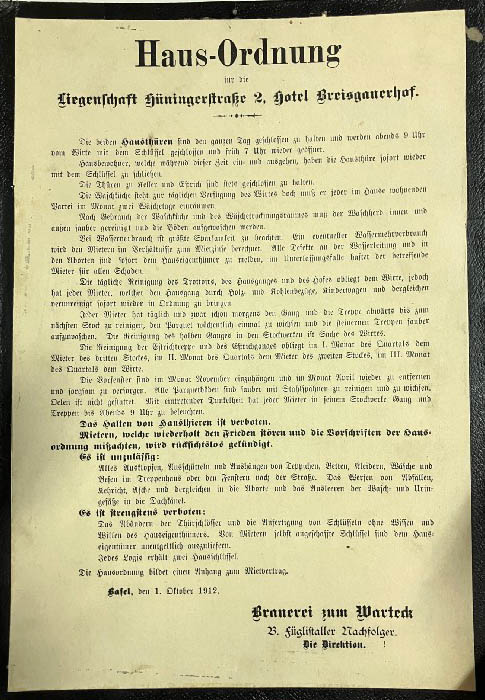 Haus-Ordnung
für die
Liegenschaft Hüningerstraße 2, Hotel Breisgauerhof.
Die beiden Hausthüren sind den ganzen Tag geschlossen zu halten und werden abends 9 Uhr
vom Wirte mit dem Schlüssel geschlossen und früh 7 Uhr wieder geöffnet.
Hausbewohner, welche während dieser Zeit ein- und ausgehen, haben die Hausthüre sofort wieder
mit dem Schlüssel zu schließen.
Die Thüren zu Keller und Estrich sind stets geschlossen zu halten.
Die Waschküche steht zur täglichen Verfügung des Wirtes doch muß er jeder im Hause wohnenden
Partei im Monat zwei Waschtage einräumen.
Nach Gebrauch der Waschküche und des Wäschetrocknungsraumes muß der Waschherd innen und
außen sauber gereinigt und die Böden aufgewaschen werden.
Bei Wasserverbrauch ist größte Sparsamkeit zu beachten. Ein eventueller Wassermehrverbrauch
wird den Mietern im Verhältnisse zum Mietzinse berechnet. Alle Defekte an der Wasserleitung und in
den Aborten sind sofort dem Hauseigenthümer zu melden, im Unterlassungsfalle haftet der betreffende
Mieter für allen Schaden.
Die tägliche Reinigung des Trottoirs, des Hausganges und des Hofes obliegt dem Wirte, jedoch
hat jeder Mieter, welcher den Hausgang durch Holz- und Kohlenbezüge, Kinderwagen und dergleichen
verunreinigt sofort wieder in Ordnung zu bringen
Jeder Mieter hat täglich und zwar schon morgens den Gang und die Treppe abwärts bis zum
nächsten Stock zu reinigen, den Parquet wöchentlich einmal zu wichsen und die steinernen Treppen sauber
aufzuwaschen. Die Reinigung des halben Ganges in den Stockwerken ist Sache des Wirtes.
Die Reinigung der Estrichtreppe und des Estrichganges obliegt im I. Monat des Quartals dem
Mieter des dritten Stockes, im II. Monat des Quartals dem Mieter des zweiten Stockes, im III. Monat
des Quartals dem Wirte.
Die Vorfenster sind im Monat November einzuhängen und im Monat April wieder zu entfernen
und sorgsam zu versorgen. Alle Parquetböden sind sauber mit Stahlspähnen zu reinigen und zu wichsen,
Oelen ist nicht gestattet. Mit eintretender Dunkelheit hat jeder Mieter in seinem Stockwerke Gang und
Treppen bis Abends 9 Uhr zu beleuchten.
Das Halten von Hausthieren ist verboten.
Mietern, welche wiederholt den Frieden stören und die Vorschriften der Haus-
ordnung mißachten, wird rücksichtslos gekündigt.
Es ist unzuläßig:
Alles Ausklopfen, Ausschütteln und Aushängen von Teppichen, Betten, Kleidern, Wäsche und
Besen im Treppenhaus oder den Fenstern nach der Straße. Das Werfen von Abfällen,
Kehricht, Asche und dergleichen in die Aborte und das Ausleeren der Wasch- und Urin-
gefäße in die Dachkänel.
Es ist strengstens verboten:
Das Abändern der Thürschlösser und die Anfertigung von Schlüsseln ohne Wissen und
Willen des Hauseigentümers. Von Mietern selbst angeschaffte Schlüssel sind dem Haus-
eigentümer unentgeltlich auszuliefern.
Jedes Logis erhält zwei Hausschlüssel.
Die Hausordnung bildet einen Anhang zum Mietvertrag.
Basel, den 1. Oktober 1912.
Brauerei zum Warteck
B. Füglistaller Nachfolger.
Die Direktion.